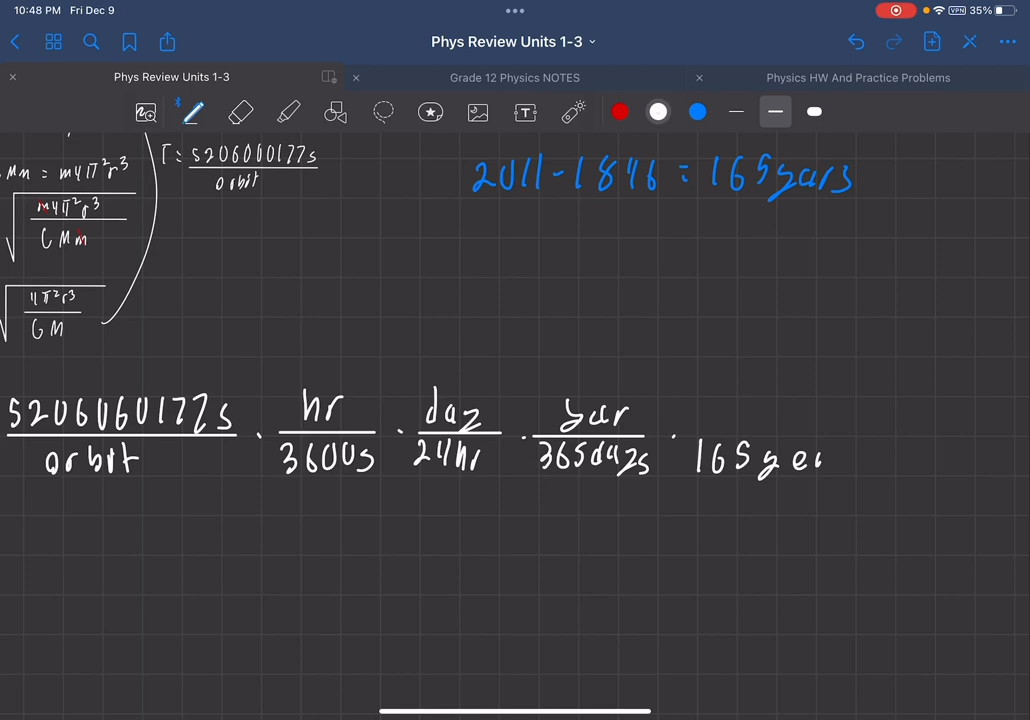 10:48 PM Fri Dec 9
VPN 35%
Phys Review Units 1-3
Phys Review Units 1-3
Grade 12 Physics NOTES
Physics HW And Practice Problems
Mm = m4π²r³
T = 5206060177s
orbit
2011 - 1846 = 165 years
m4π²r³
GMm
4π²r³
GM
5206060177s · hr · day · year ·
orbit 3600s 24hr 365days 165 yea